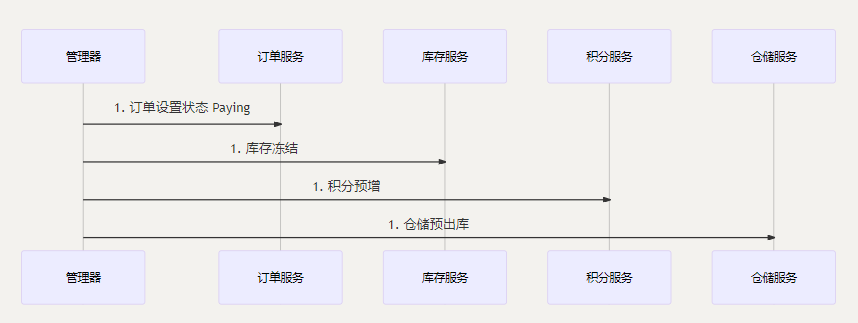 管理器 订单服务 库存服务 积分服务 仓储服务
1. 订单设置状态 Paying
1. 库存冻结
1. 积分预增
1. 仓储预出库
管理器 订单服务 库存服务 积分服务 仓储服务